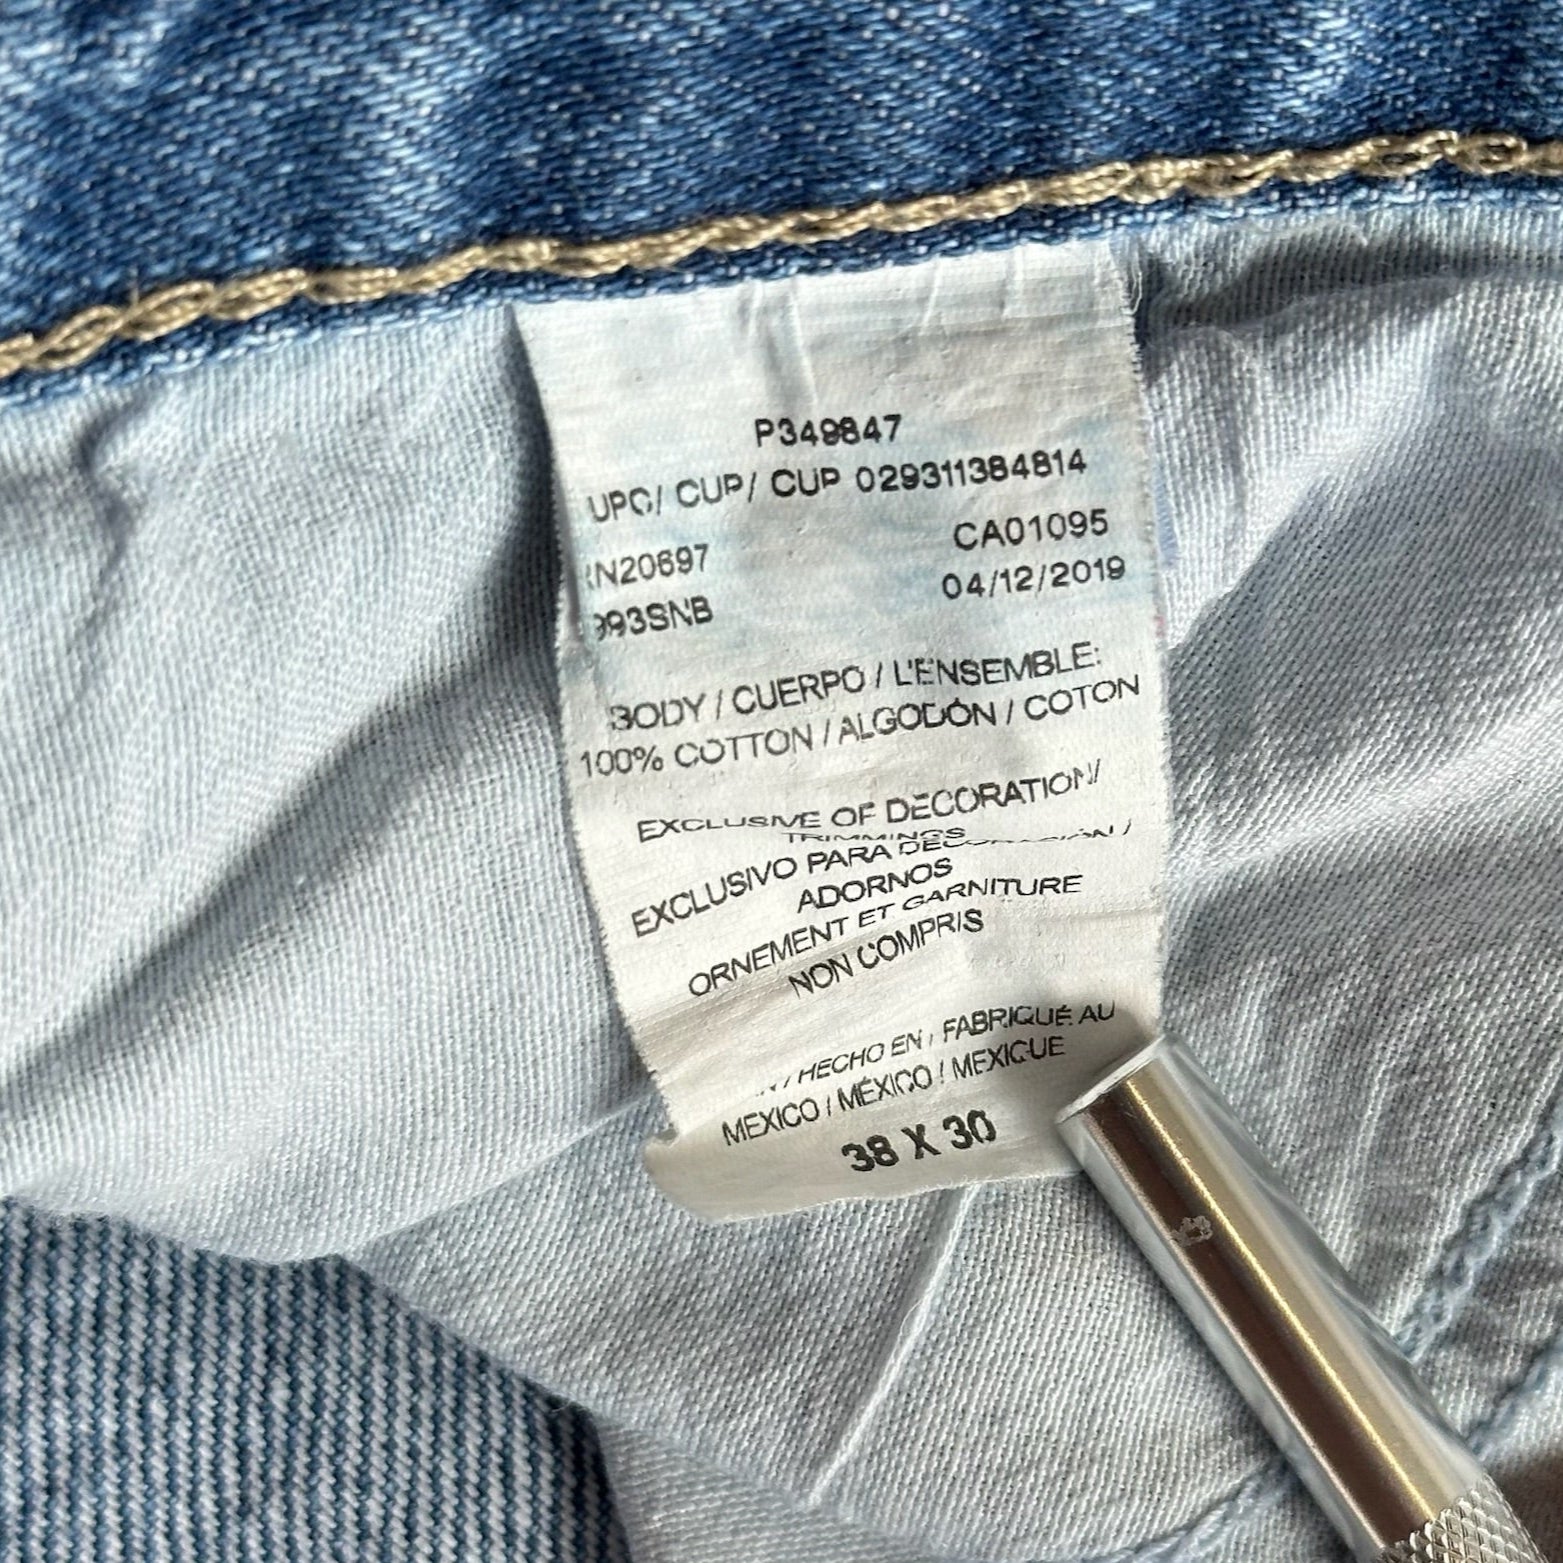 P349847
UPC/ CUP/ CUP 029311384814
N20697 CA01095
993SNB 04/12/2019
BODY / CUERPO / L'ENSEMBLE:
100% COTTON / ALGODÓN / COTON
EXCLUSIVE OF DECORATION/
TRIMMINGS
EXCLUSIVO PARA DECORACIÓN /
ADORNOS
ORNEMENT ET GARNITURE
NON COMPRIS
/ HECHO EN / FABRIQUÉ AU
MEXICO / MÉXICO / MEXIQUE
38 X 30